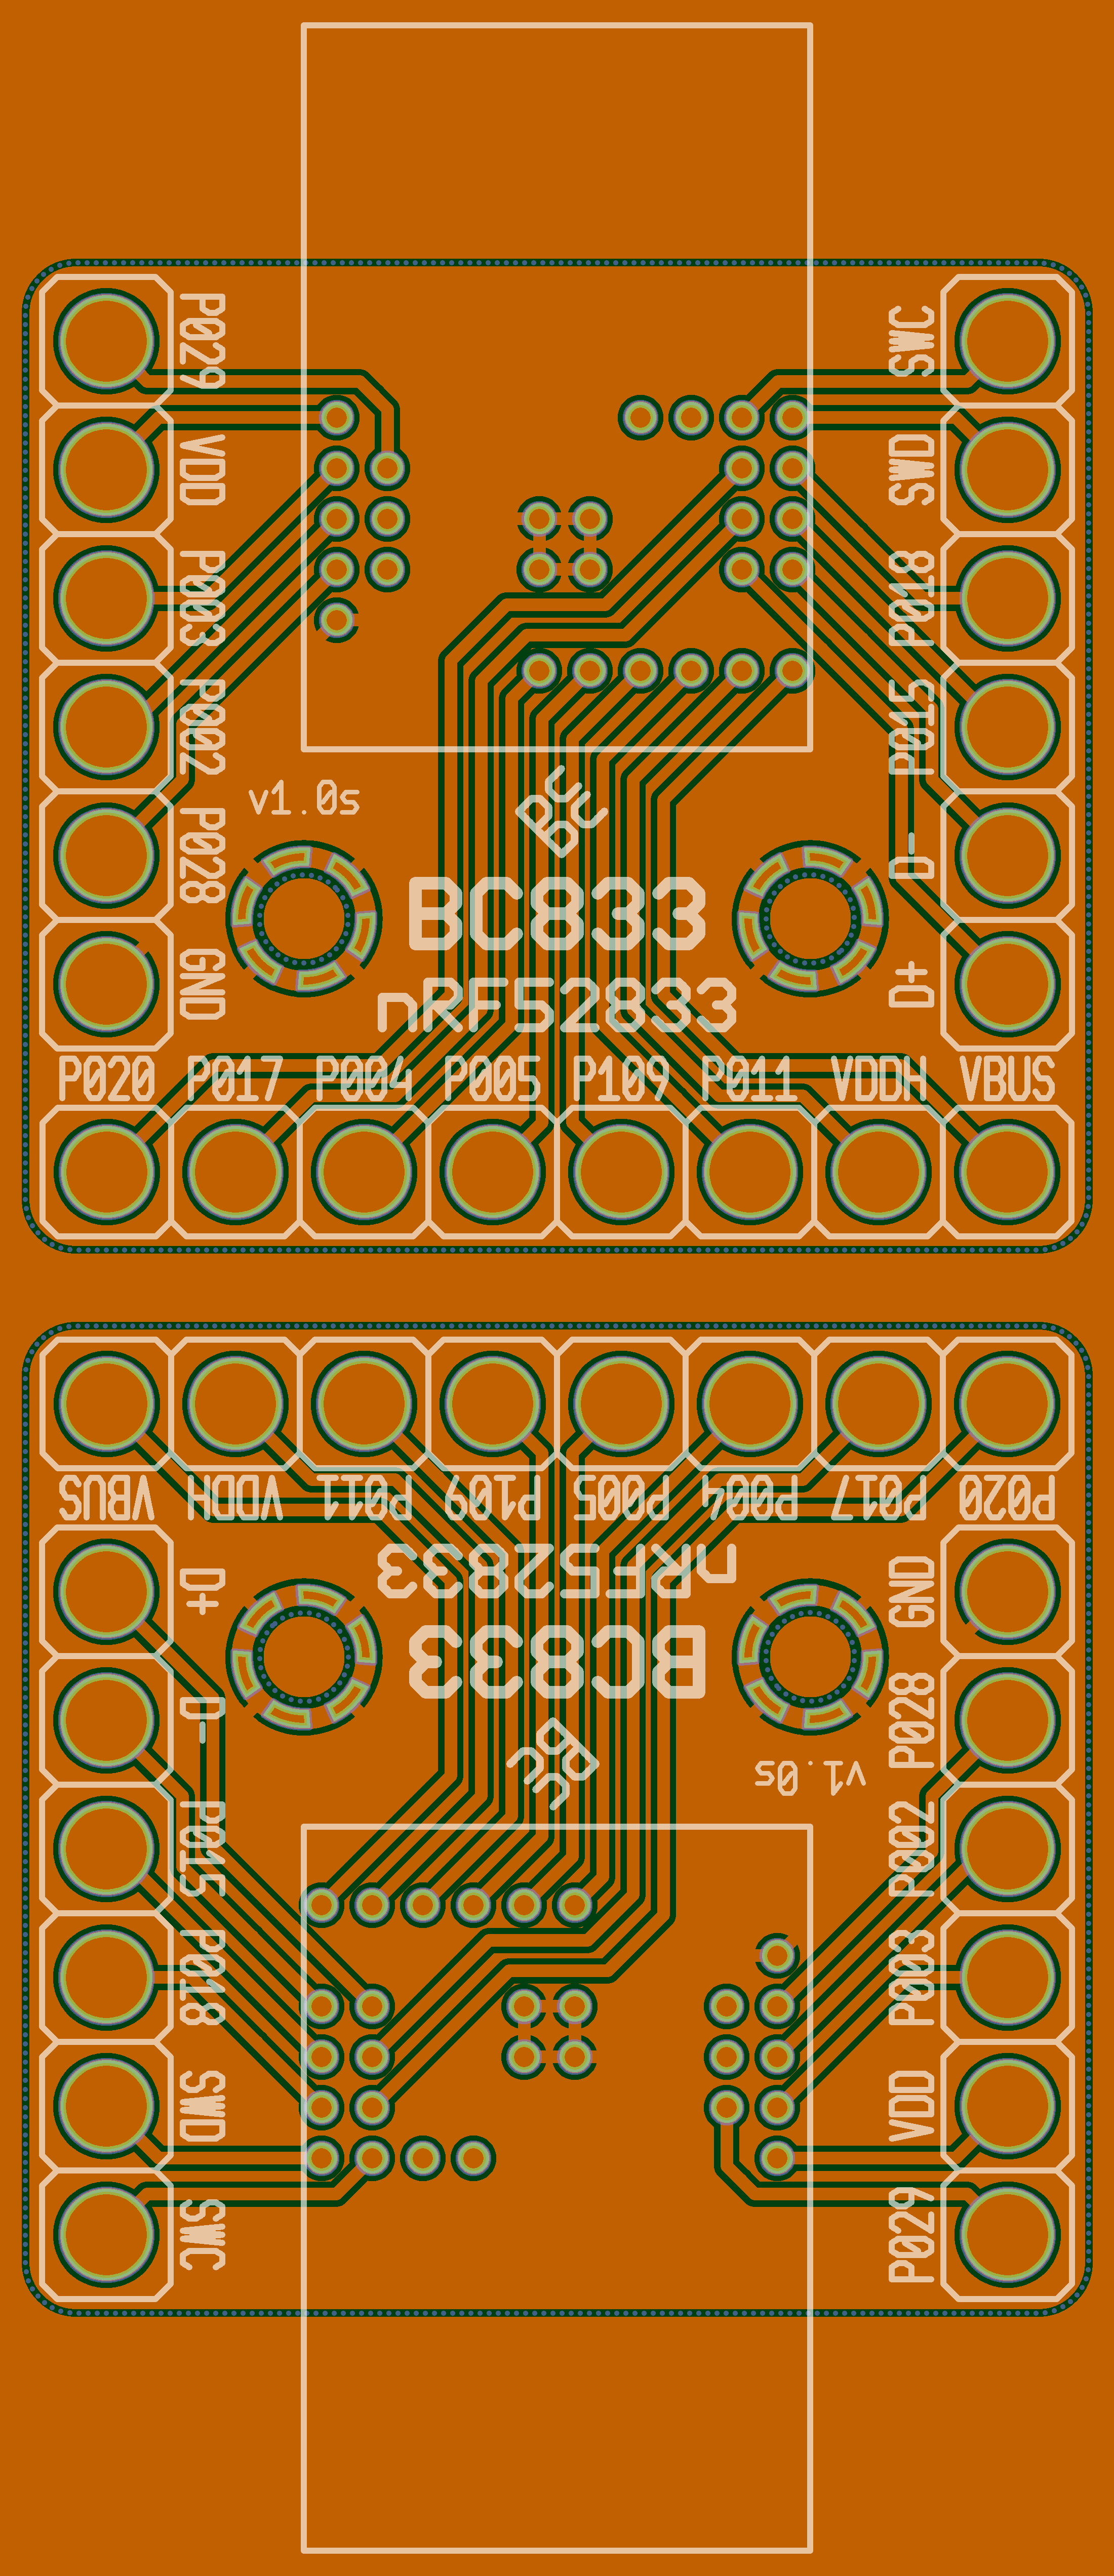 P029
SWC
VDD
SWD
P003
P018
P002
P015
v1.0s
BC
P028
D-
BC833
GND
nRF52833
D+
P020 P017 P004 P005 P109 P011 VDDH VBUS
VBUS VDDH P011 P109 P005 P004 P017 P020
D+
nRF52833
GND
BC833
D-
BC
v1.0s
P028
P015
P002
P018
P003
SWD
VDD
SWC
P029